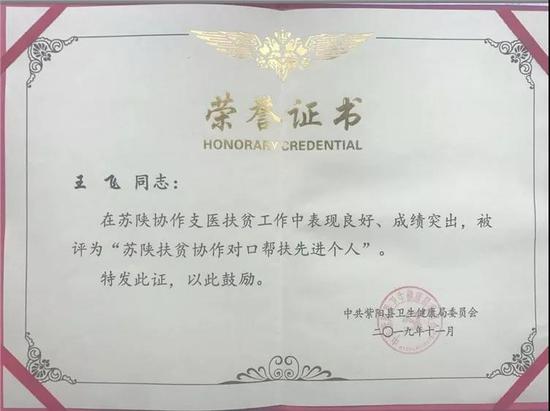 荣誉证书
HONORARY CREDENTIAL
王 飞 同志：
在苏陕协作支医扶贫工作中表现良好、成绩突出，被
评为“苏陕扶贫协作对口帮扶先进个人”。
特发此证，以此鼓励。
中共紫阳县卫生健康局委员会
二〇一九年十一月